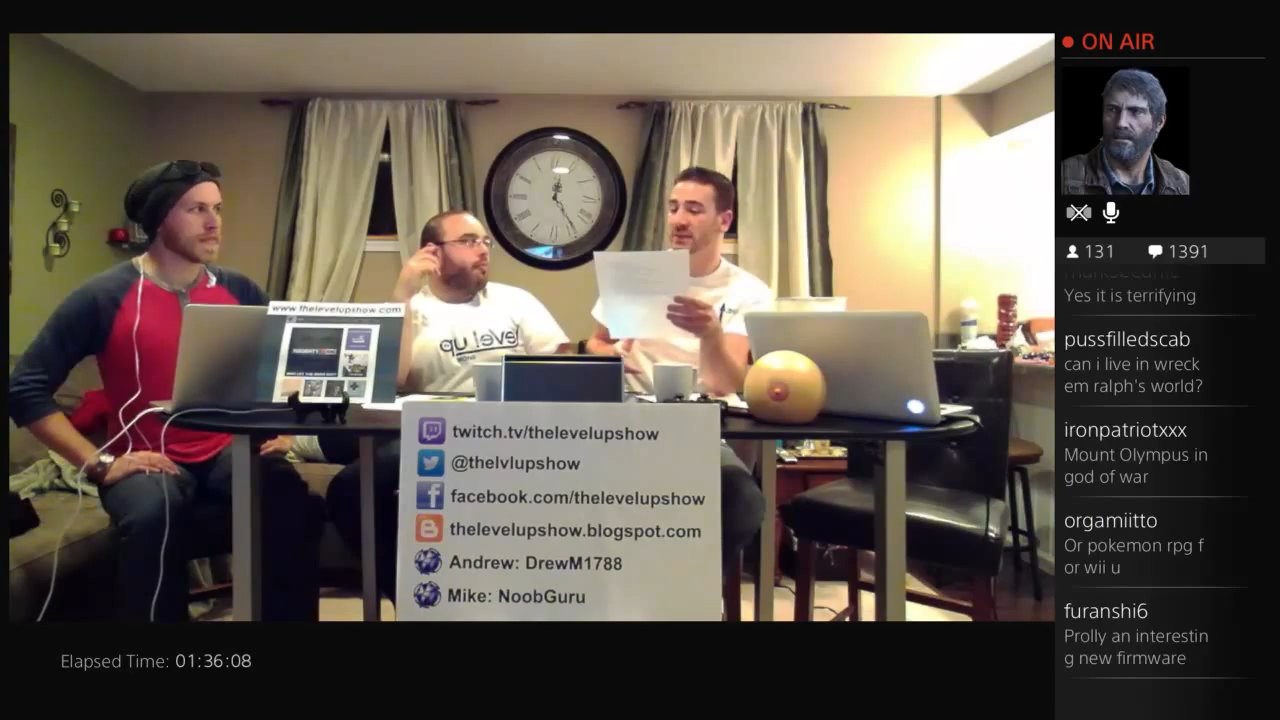 ON AIR
131 1391
Yes it is terrifying
pussfilledscab
can i live in wreck
em ralph's world?
ironpatriotxxx
Mount Olympus in
god of war
orgamiitto
Or pokemon rpg f
or wii u
furanshi6
Prolly an interestin
g new firmware
www.thelevelupshow.com
level up
twitch.tv/thelevelupshow
@thelvlupshow
facebook.com/thelevelupshow
thelevelupshow.blogspot.com
Andrew: DrewM1788
Mike: NoobGuru
Elapsed Time: 01:36:08